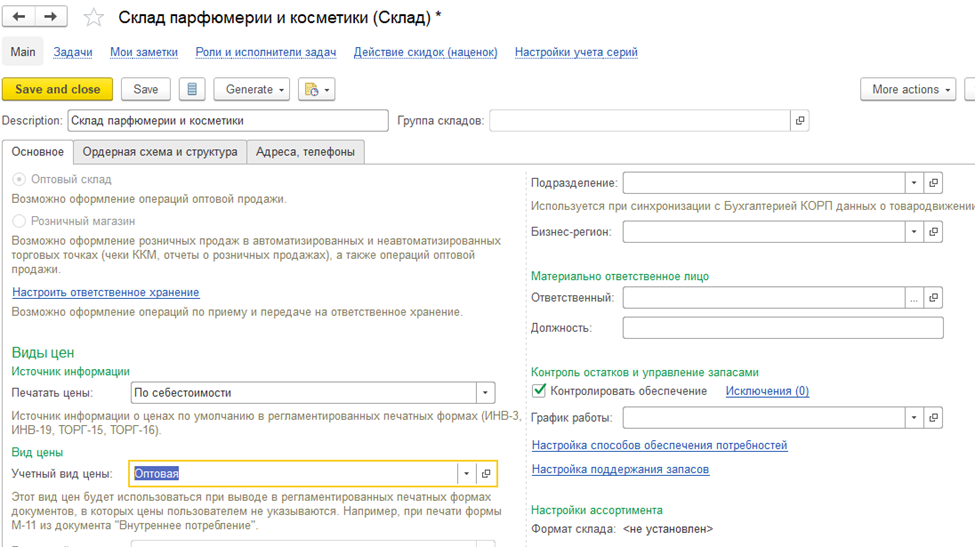 Склад парфюмерии и косметики (Склад) *
Main Задачи Мои заметки Роли и исполнители задач Действие скидок (наценок) Настройки учета серий
Save and close Save Generate More actions
Description: Склад парфюмерии и косметики Группа складов:
Основное Ордерная схема и структура Адреса, телефоны
Оптовый склад
Возможно оформление операций оптовой продажи.
Розничный магазин
Возможно оформление розничных продаж в автоматизированных и неавтоматизированных
торговых точках (чеки ККМ, отчеты о розничных продажах), а также операций оптовой
продажи.
Настроить ответственное хранение
Возможно оформление операций по приему и передаче на ответственное хранение.
Виды цен
Источник информации
Печатать цены: По себестоимости
Источник информации о ценах по умолчанию в регламентированных печатных формах (ИНВ-3,
ИНВ-19, ТОРГ-15, ТОРГ-16).
Вид цены
Учетный вид цены: Оптовая
Этот вид цен будет использоваться при выводе в регламентированных печатных формах
документов, в которых цены пользователем не указываются. Например, при печати формы
М-11 из документа "Внутреннее потребление".
Подразделение:
Используется при синхронизации с Бухгалтерией КОРП данных о товародвижении
Бизнес-регион:
Материально ответственное лицо
Ответственный: ...
Должность:
Контроль остатков и управление запасами
Контролировать обеспечение Исключения (0)
График работы:
Настройка способов обеспечения потребностей
Настройка поддержания запасов
Настройки ассортимента
Формат склада: <не установлен>